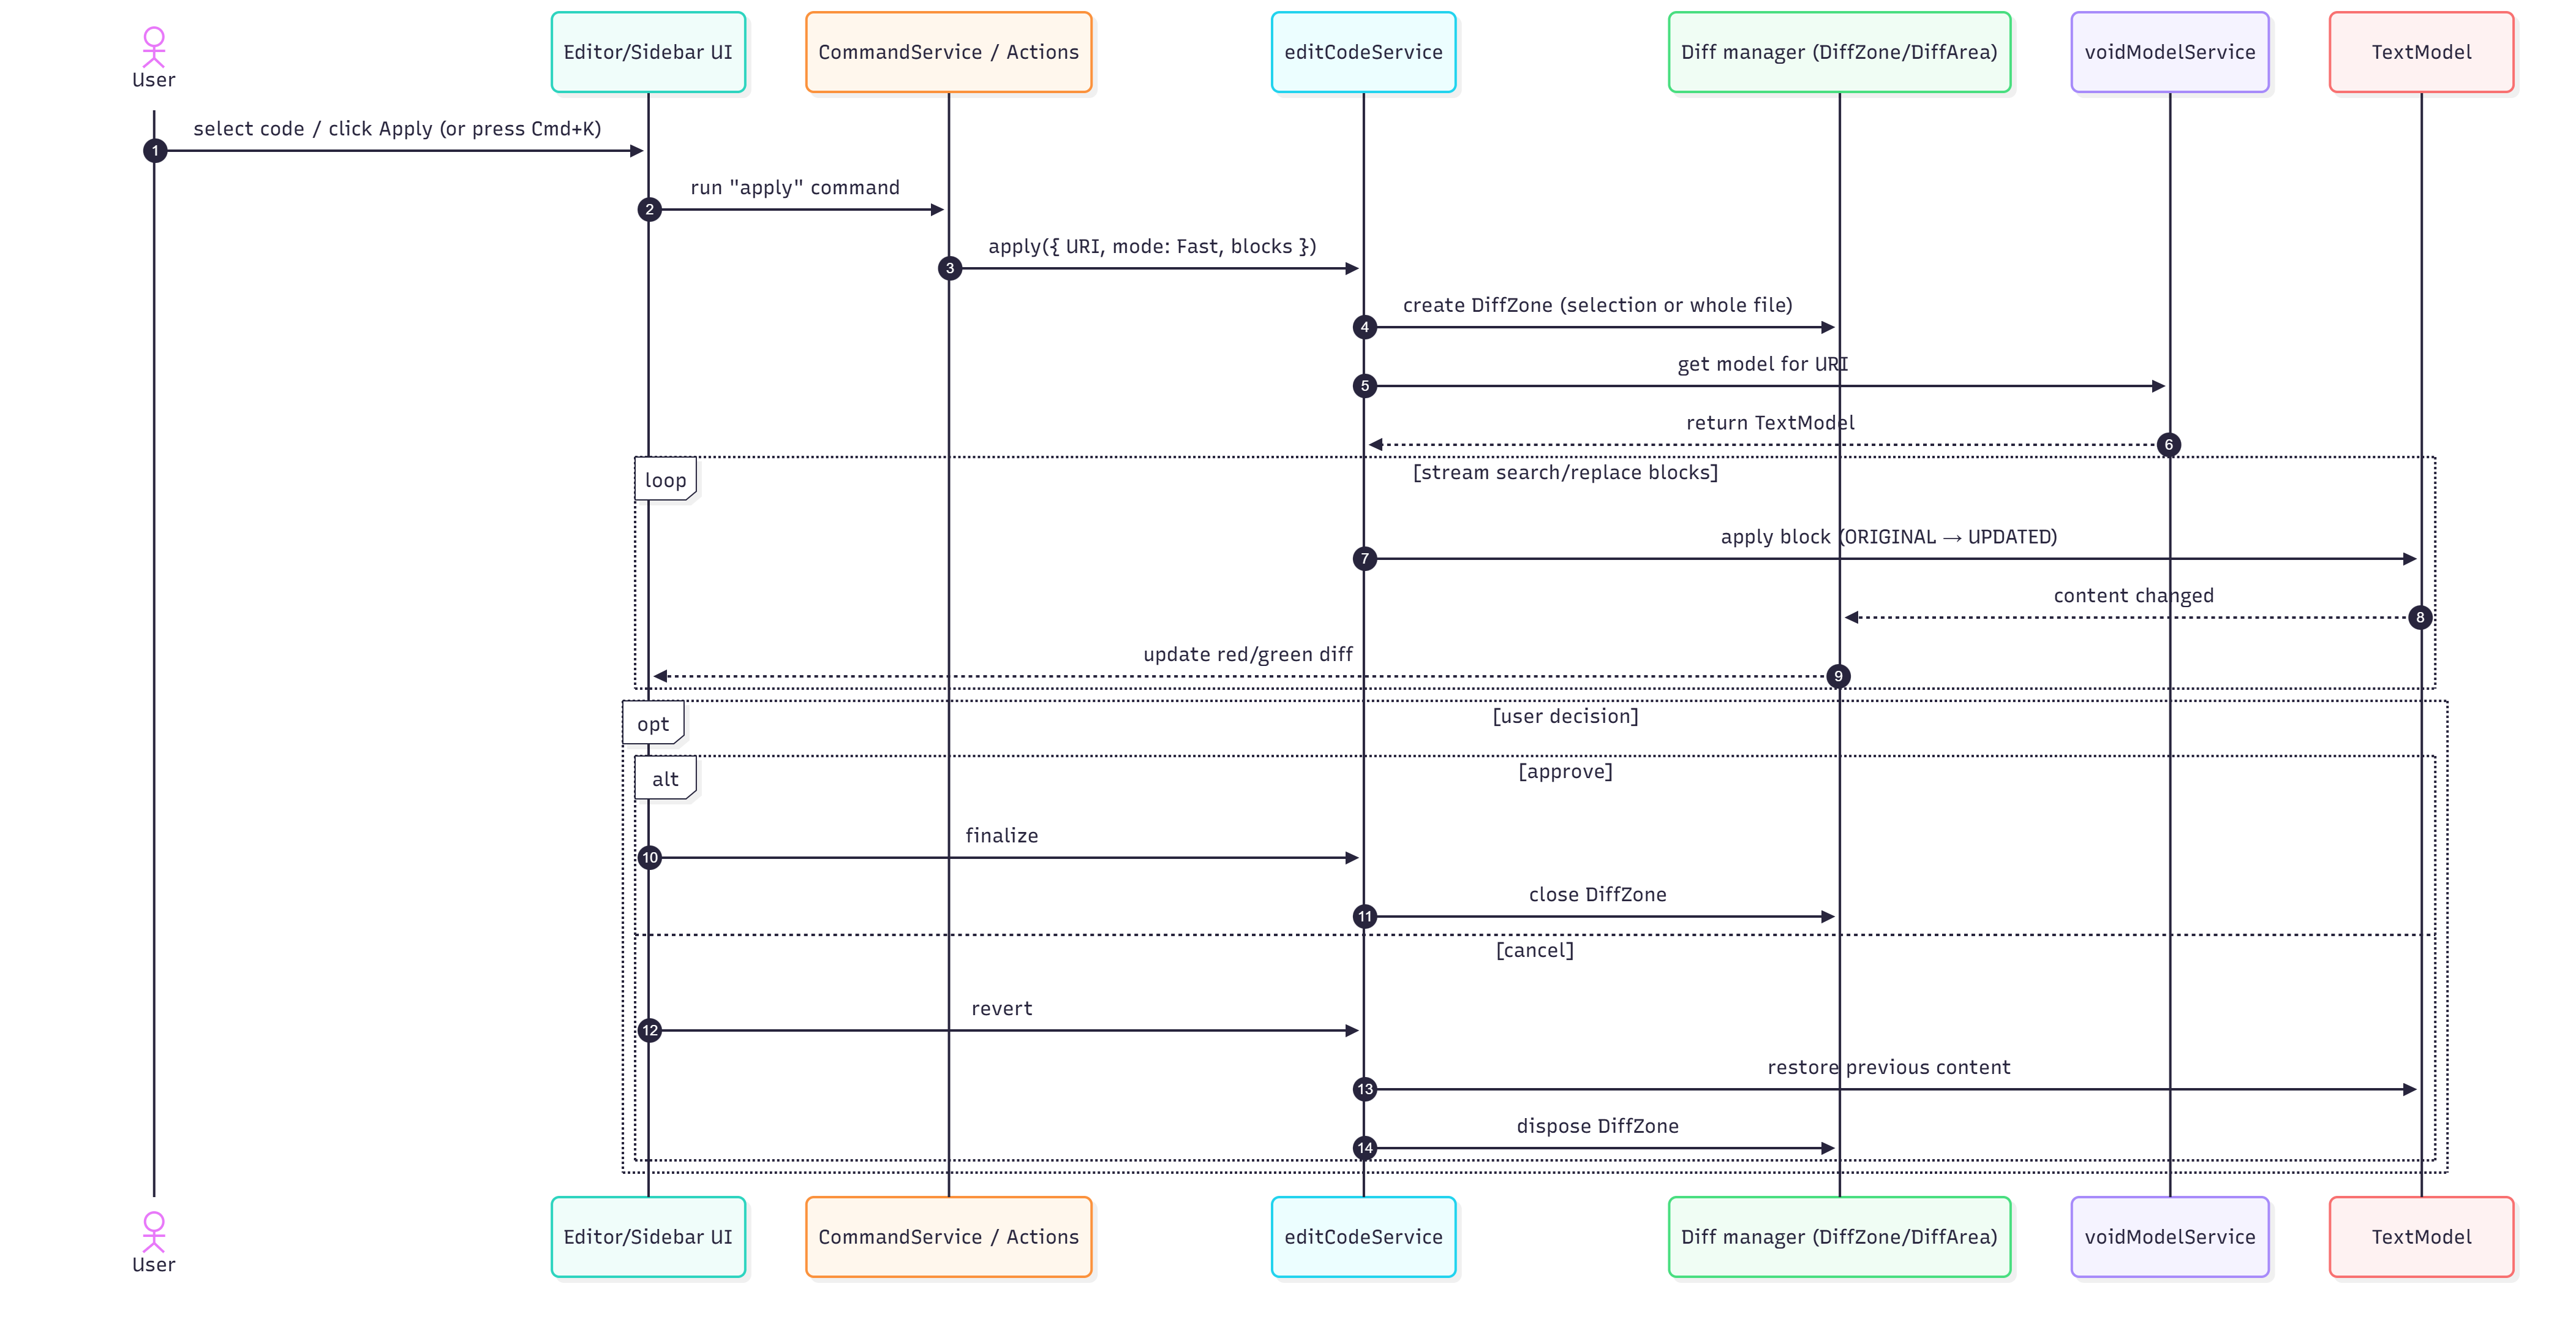 User
Editor/Sidebar UI
CommandService / Actions
editCodeService
Diff manager (DiffZone/DiffArea)
voidModelService
TextModel
select code / click Apply (or press Cmd+K)
1
run "apply" command
2
apply({ URI, mode: Fast, blocks })
3
create DiffZone (selection or whole file)
4
get model for URI
5
return TextModel
6
loop
[stream search/replace blocks]
apply block (ORIGINAL → UPDATED)
7
content changed
8
update red/green diff
9
opt
[user decision]
alt
[approve]
finalize
10
close DiffZone
11
[cancel]
revert
12
restore previous content
13
dispose DiffZone
14
User
Editor/Sidebar UI
CommandService / Actions
editCodeService
Diff manager (DiffZone/DiffArea)
voidModelService
TextModel